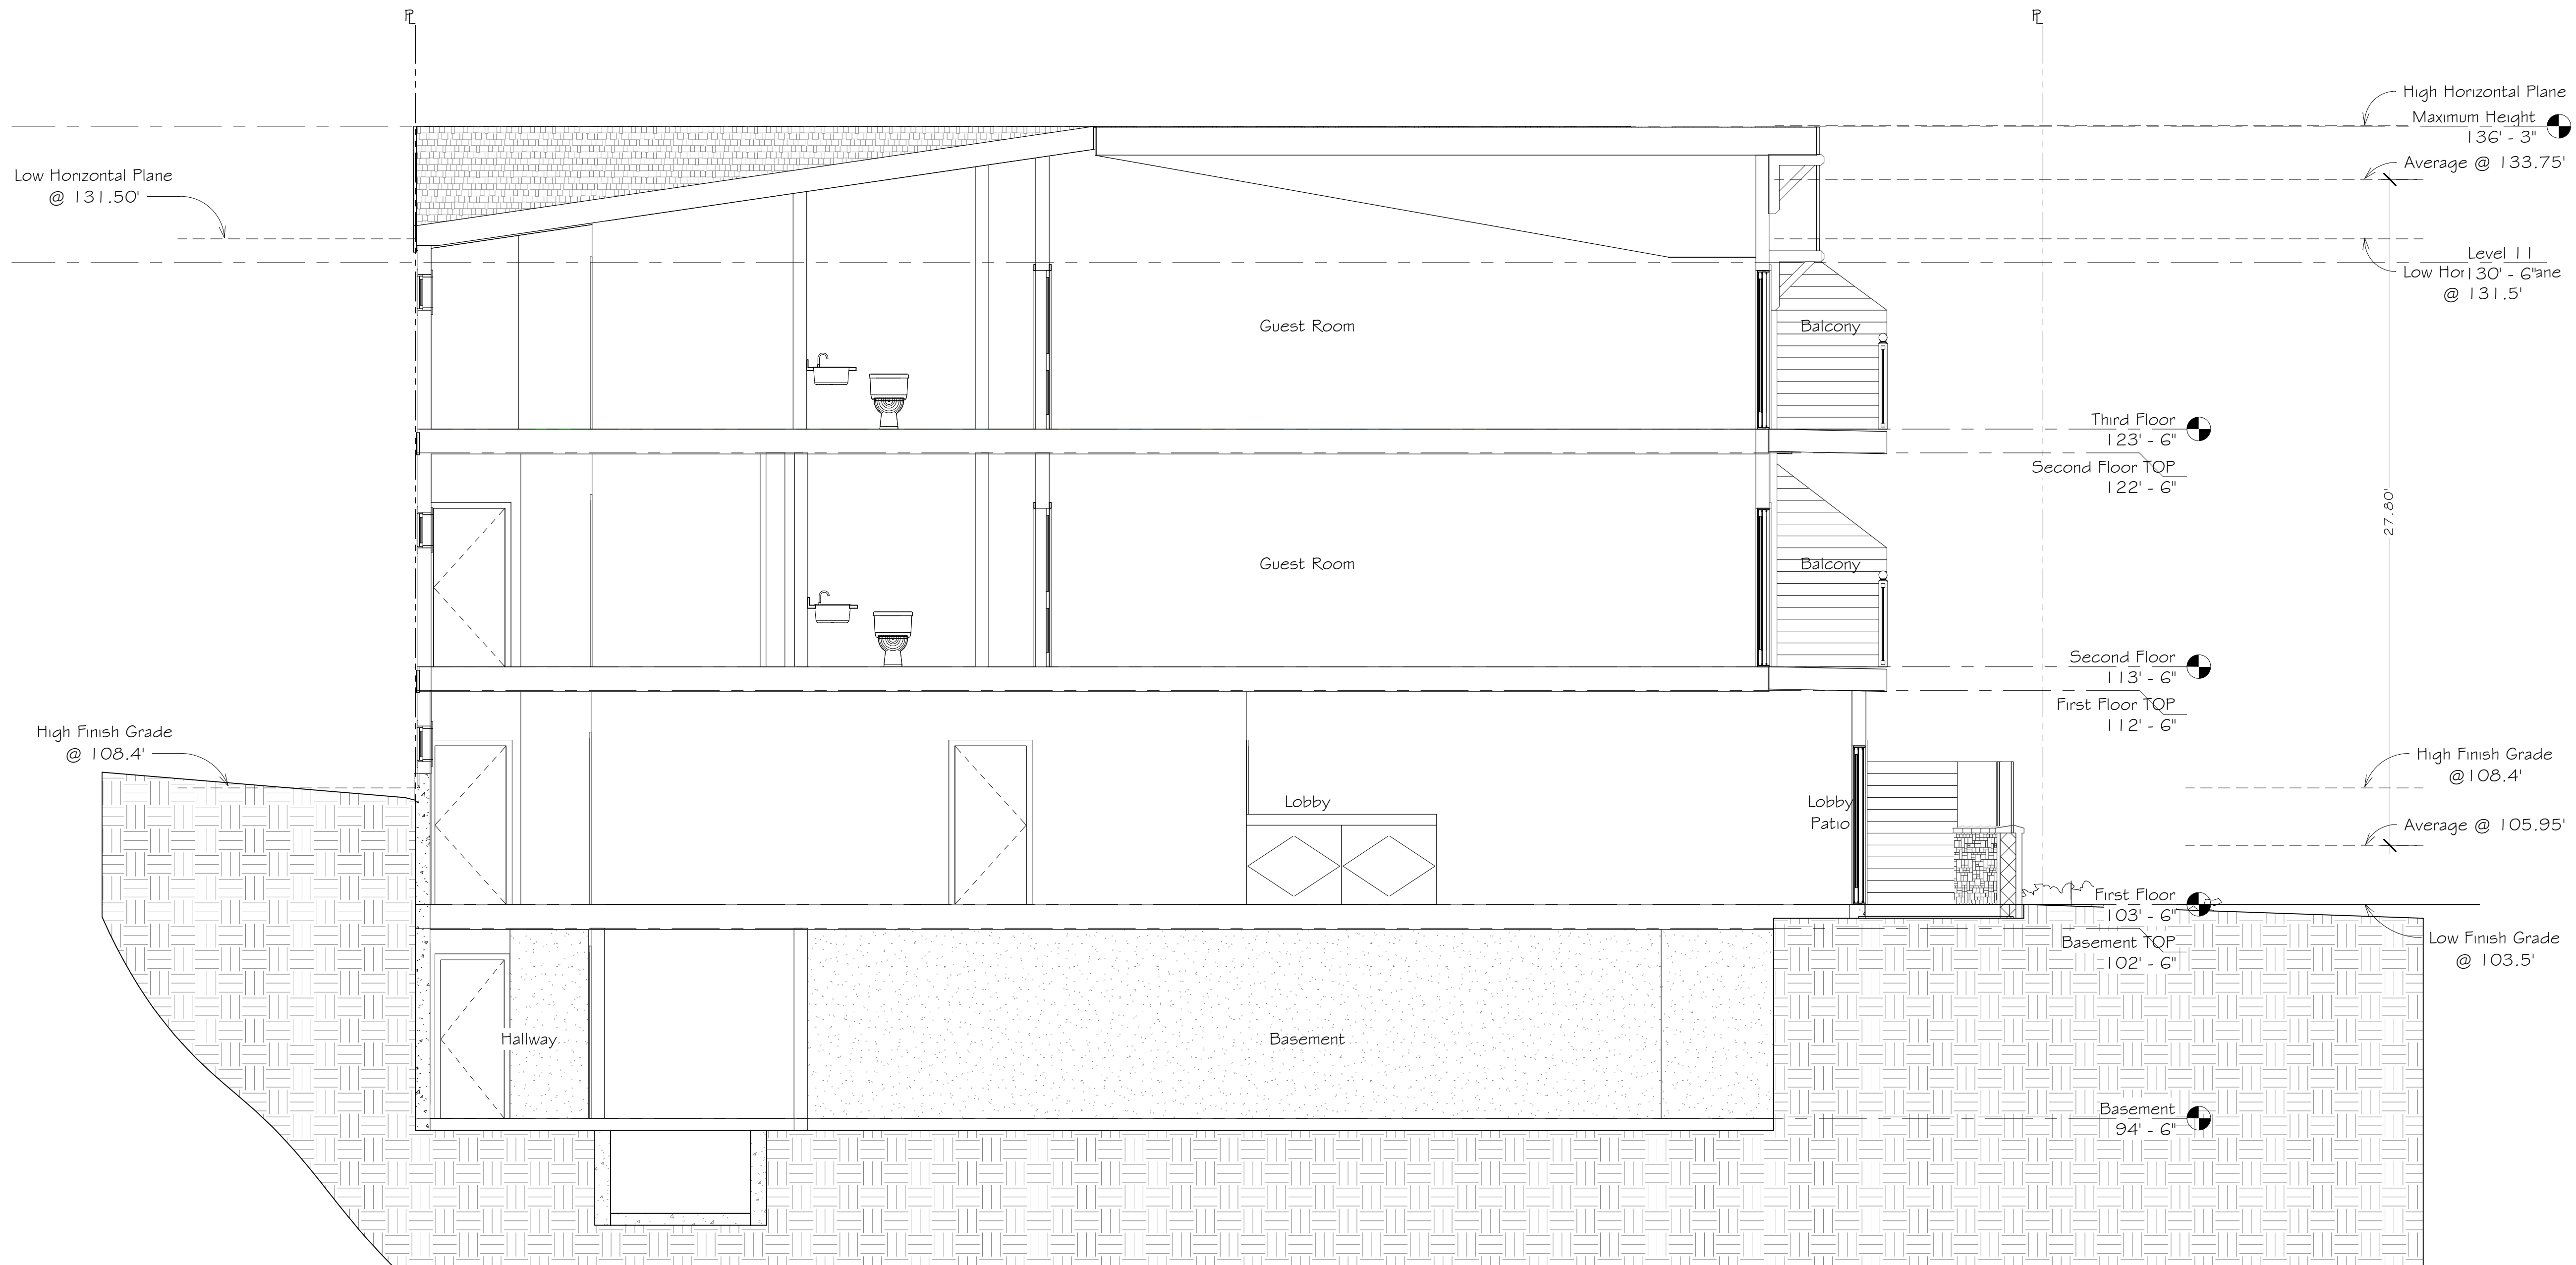 PL
PL
High Horizontal Plane
Maximum Height
136' - 3"
Average @ 133.75'
Low Horizontal Plane
@ 131.50'
Level 11
130' - 6"
Low Hor ane
@ 131.5'
Guest Room
Balcony
Third Floor
123' - 6"
Second Floor TOP
122' - 6"
27.80'
Guest Room
Balcony
Second Floor
113' - 6"
First Floor TOP
112' - 6"
High Finish Grade
@ 108.4'
High Finish Grade
@108.4'
Lobby
Lobby
Patio
Average @ 105.95'
First Floor
103' - 6"
Low Finish Grade
@ 103.5'
Basement TOP
102' - 6"
Hallway
Basement
Basement
94' - 6"